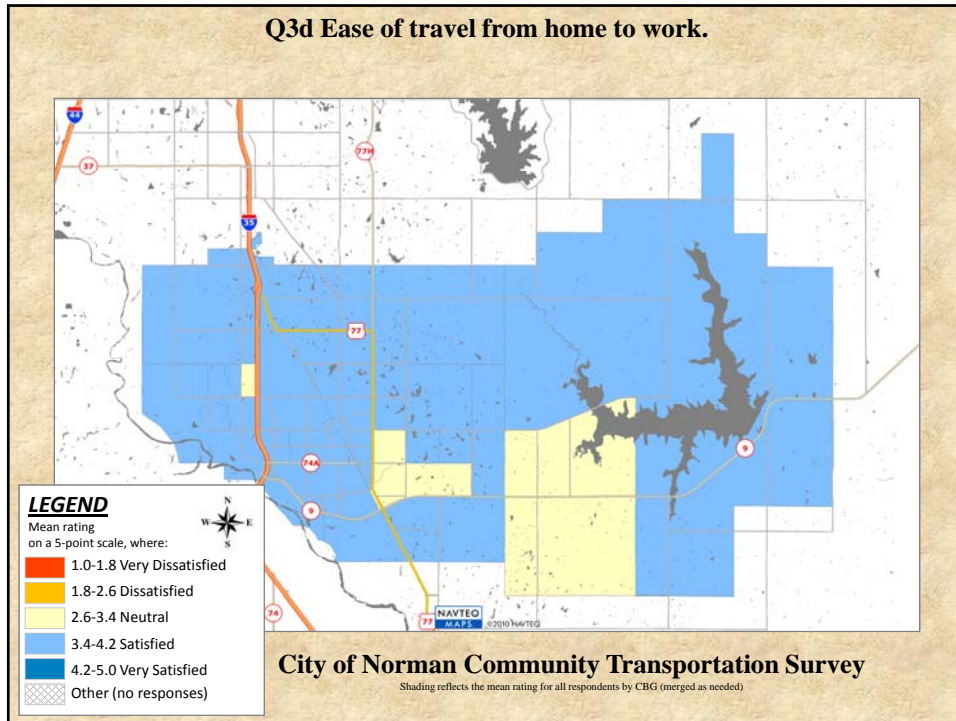 Q3d Ease of travel from home to work.
44
37
77H
35
77
74A
9
9
74
77
NAVTEQ
MAPS
©2010 NAVTEQ
LEGEND
Mean rating
on a 5-point scale, where:
1.0-1.8 Very Dissatisfied
1.8-2.6 Dissatisfied
2.6-3.4 Neutral
3.4-4.2 Satisfied
4.2-5.0 Very Satisfied
Other (no responses)
N
W E
S
City of Norman Community Transportation Survey
Shading reflects the mean rating for all respondents by CBG (merged as needed)